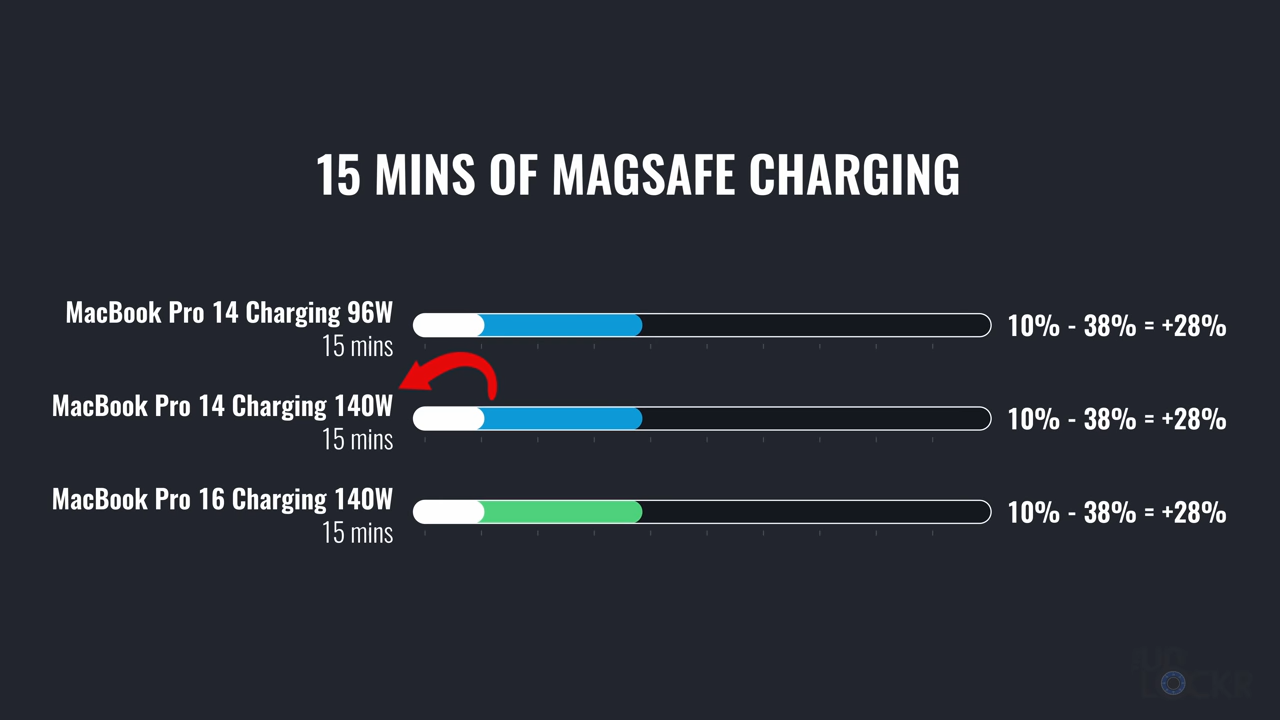 15 MINS OF MAGSAFE CHARGING
MacBook Pro 14 Charging 96W
15 mins
10% - 38% = +28%
MacBook Pro 14 Charging 140W
15 mins
10% - 38% = +28%
MacBook Pro 16 Charging 140W
15 mins
10% - 38% = +28%